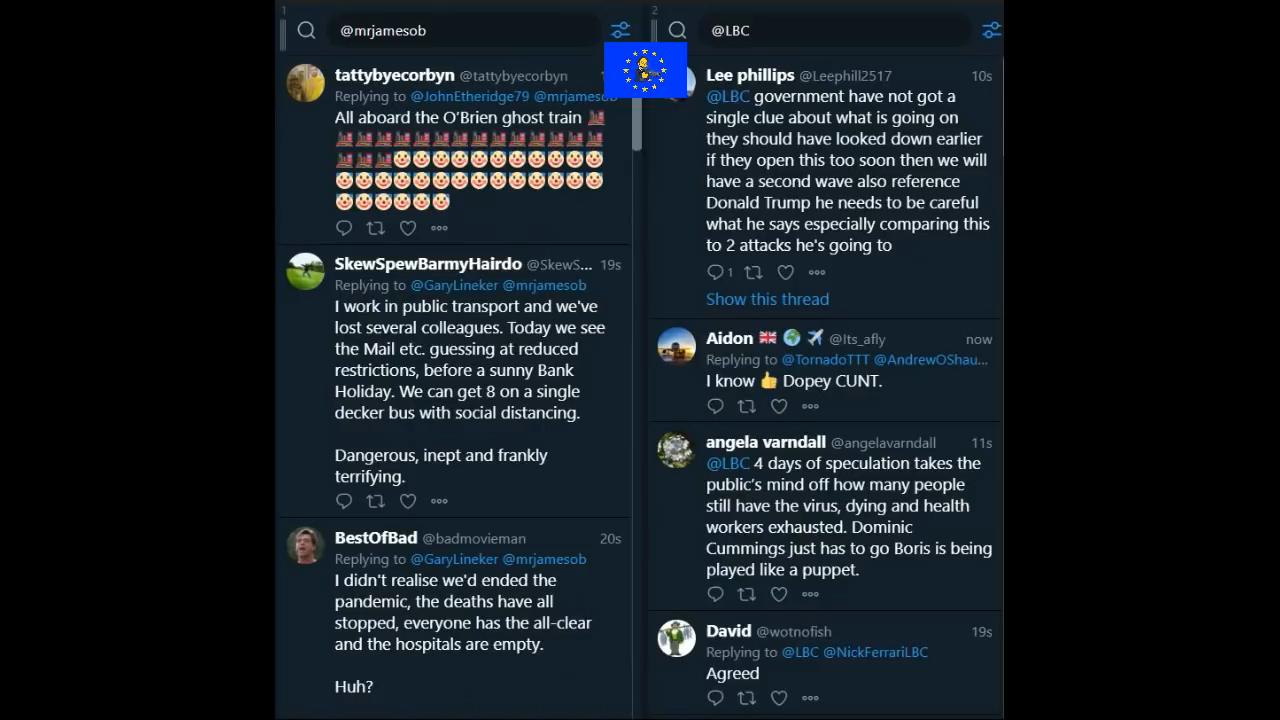 1
@mrjamesob
tattybyecorbyn @tattybyecorbyn
Replying to @JohnEtheridge79 @mrjamesob
All aboard the O'Brien ghost train 🚂
🚂🚂🚂🚂🚂🚂🚂🚂🚂🚂🚂🚂🚂🚂
🚂🚂🚂🤡🤡🤡🤡🤡🤡🤡🤡🤡🤡🤡
🤡🤡🤡🤡🤡🤡🤡🤡🤡🤡🤡🤡🤡🤡
🤡🤡🤡🤡🤡🤡
SkewSpewBarmyHairdo @SkewS... 19s
Replying to @GaryLineker @mrjamesob
I work in public transport and we've
lost several colleagues. Today we see
the Mail etc. guessing at reduced
restrictions, before a sunny Bank
Holiday. We can get 8 on a single
decker bus with social distancing.
Dangerous, inept and frankly
terrifying.
BestOfBad @badmovieman 20s
Replying to @GaryLineker @mrjamesob
I didn't realise we'd ended the
pandemic, the deaths have all
stopped, everyone has the all-clear
and the hospitals are empty.
Huh?
2
@LBC
Lee phillips @Leephill2517 10s
@LBC government have not got a
single clue about what is going on
they should have looked down earlier
if they open this too soon then we will
have a second wave also reference
Donald Trump he needs to be careful
what he says especially comparing this
to 2 attacks he's going to
1
Show this thread
Aidon 🇬🇧 🌍 ✈️ @Its_afly now
Replying to @TornadoTTT @AndrewOShau...
I know 👍 Dopey CUNT.
angela varndall @angelavarndall 11s
@LBC 4 days of speculation takes the
public's mind off how many people
still have the virus, dying and health
workers exhausted. Dominic
Cummings just has to go Boris is being
played like a puppet.
David @wotnofish 19s
Replying to @LBC @NickFerrariLBC
Agreed